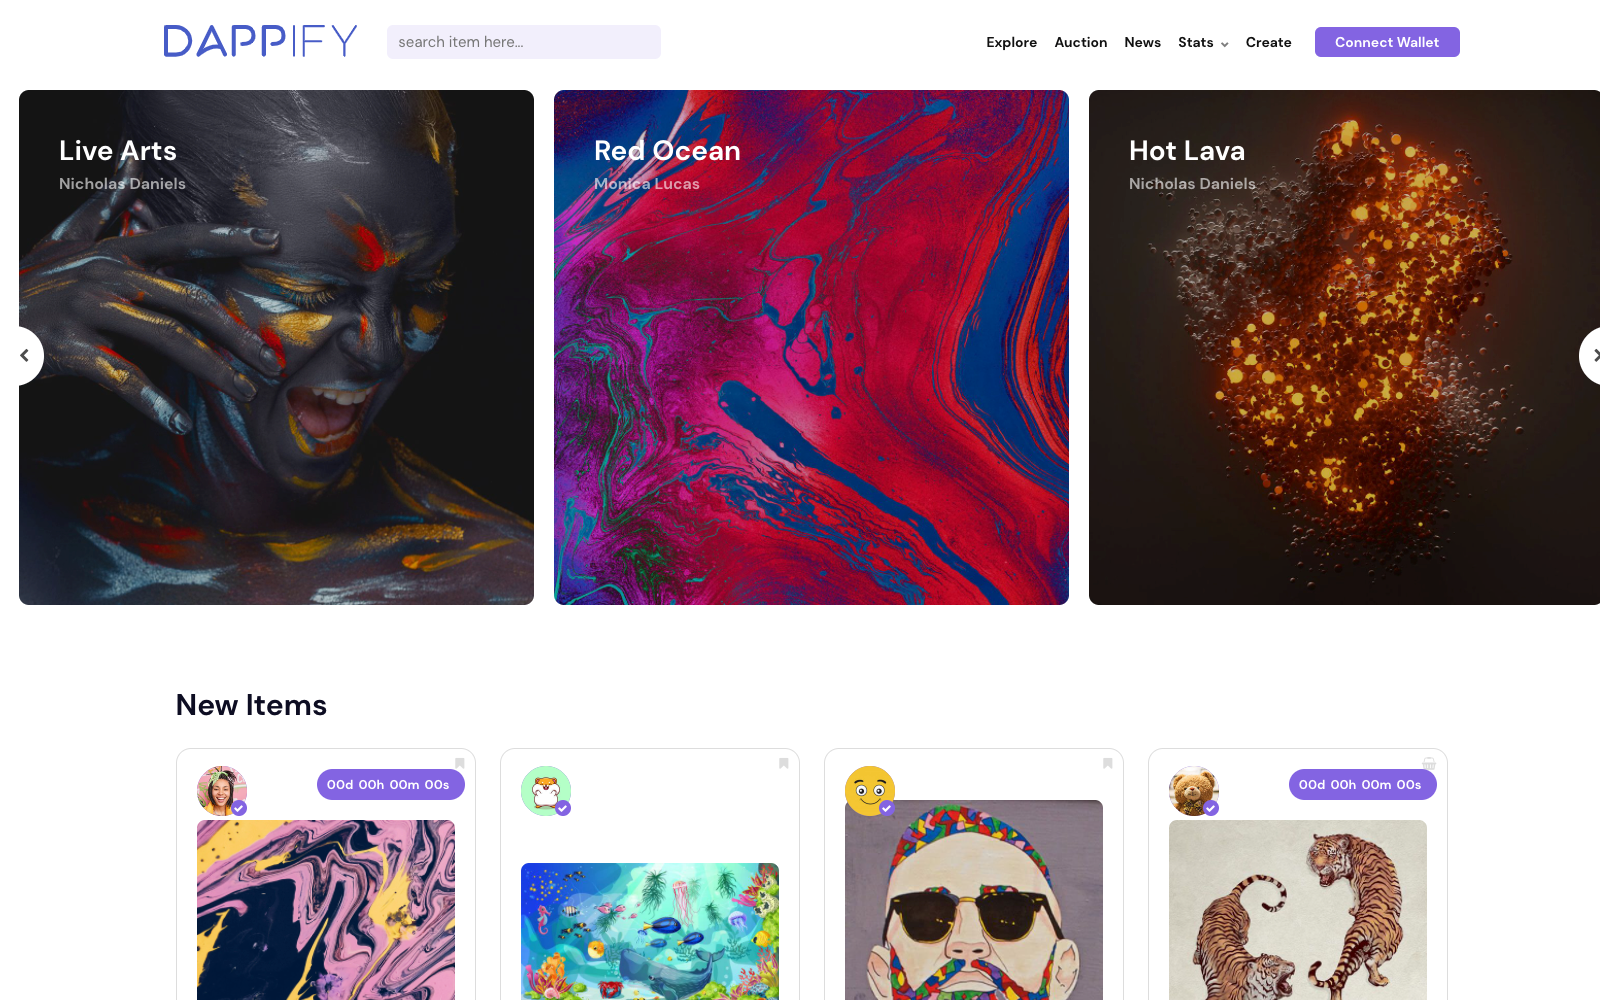 DAPPIFY
search item here...
Explore
Auction
News
Stats
Create
Connect Wallet
Live Arts
Nicholas Daniels
Red Ocean
Monica Lucas
Hot Lava
Nicholas Daniels
New Items
00d 00h 00m 00s
00d 00h 00m 00s